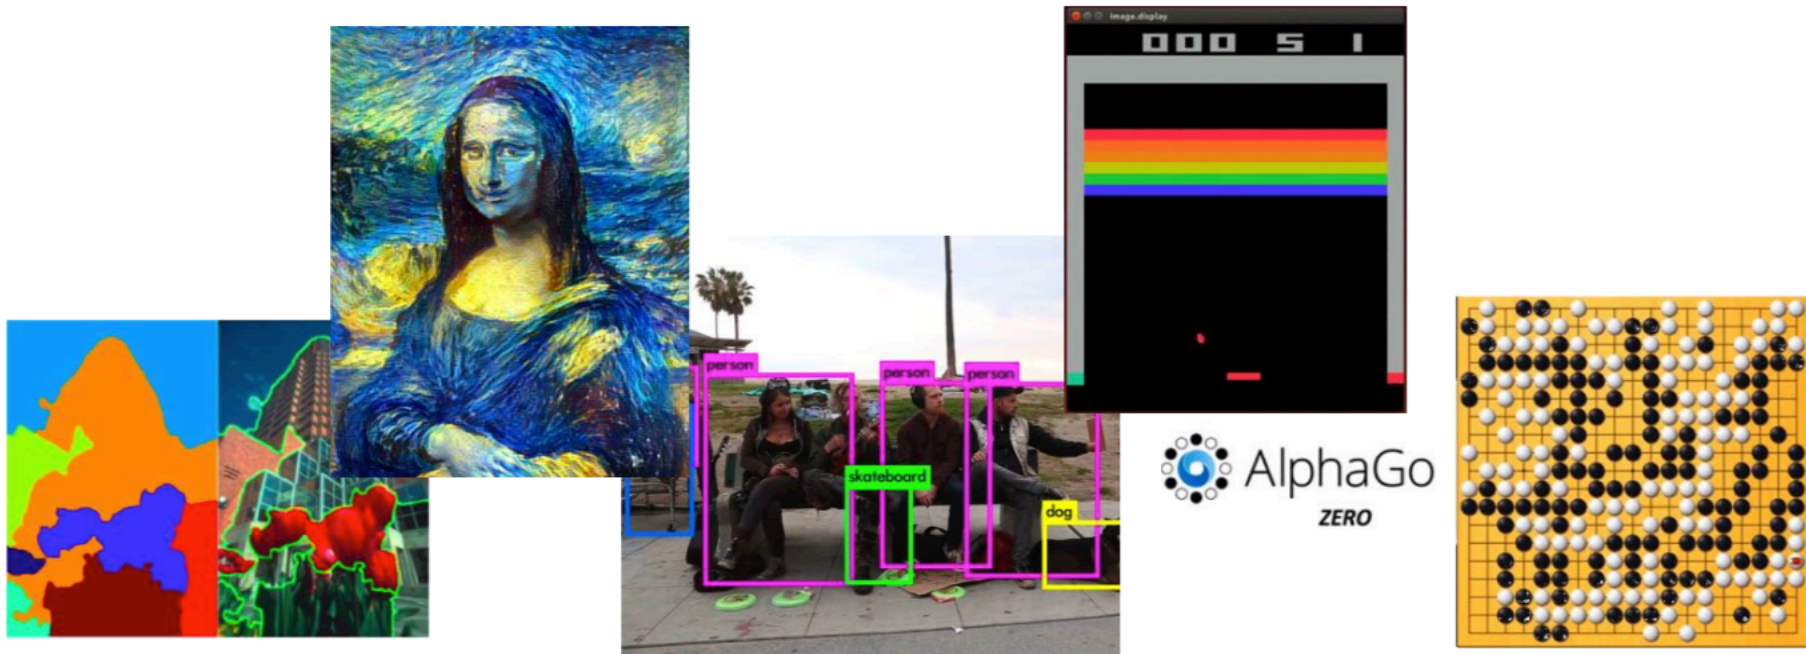 image.display
000 5 1
person
person
person
skateboard
dog
AlphaGo
ZERO